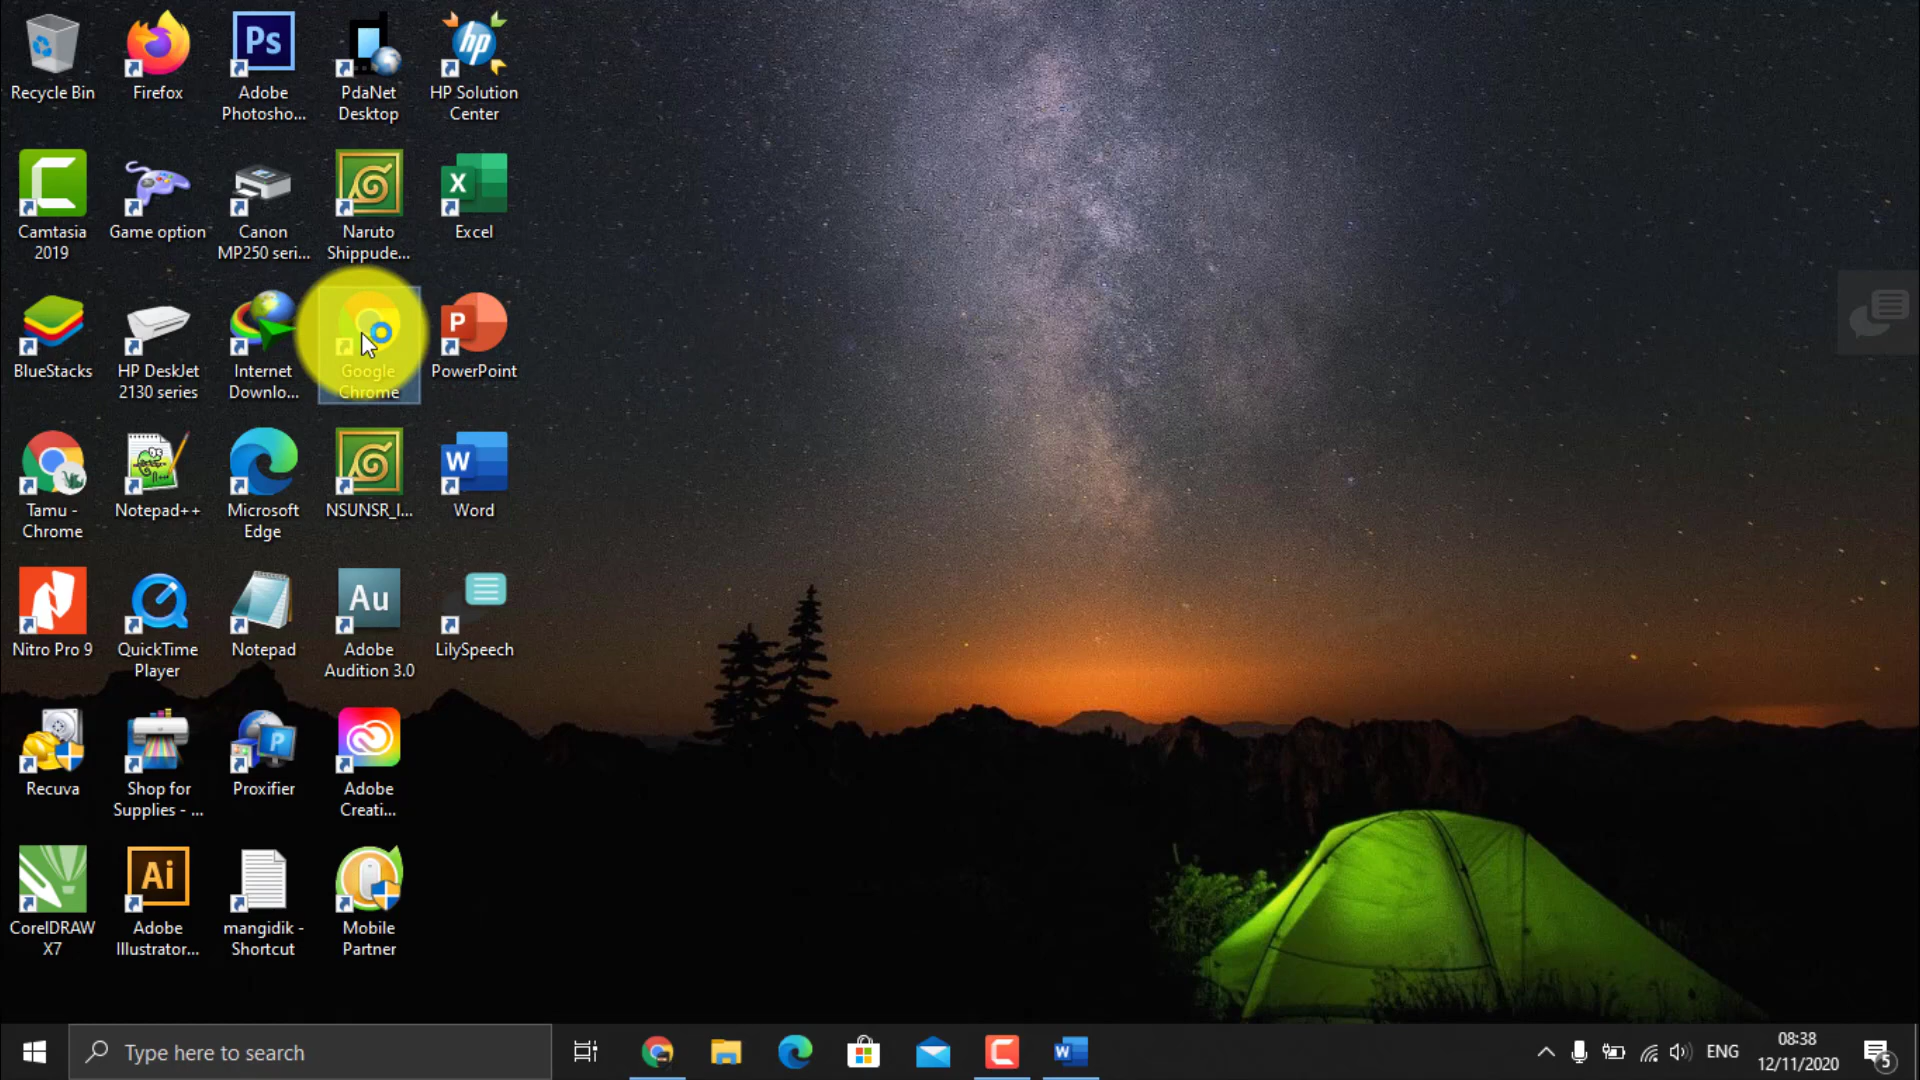 Recycle Bin
Firefox
Ps
Adobe
Photosho...
PdaNet
Desktop
hp
HP Solution
Center
Camtasia
2019
Game option
Canon
MP250 seri...
Naruto
Shippude...
X
Excel
BlueStacks
HP DeskJet
2130 series
Internet
Downlo...
Google
Chrome
P
PowerPoint
Tamu -
Chrome
Notepad++
Microsoft
Edge
NSUNSR_I...
W
Word
Nitro Pro 9
QuickTime
Player
Notepad
Au
Adobe
Audition 3.0
LilySpeech
Recuva
Shop for
Supplies - ...
P
Proxifier
Adobe
Creati...
CorelDRAW
X7
Ai
Adobe
Illustrator...
mangidik -
Shortcut
Mobile
Partner
Type here to search
W
ENG
08:38
12/11/2020
5